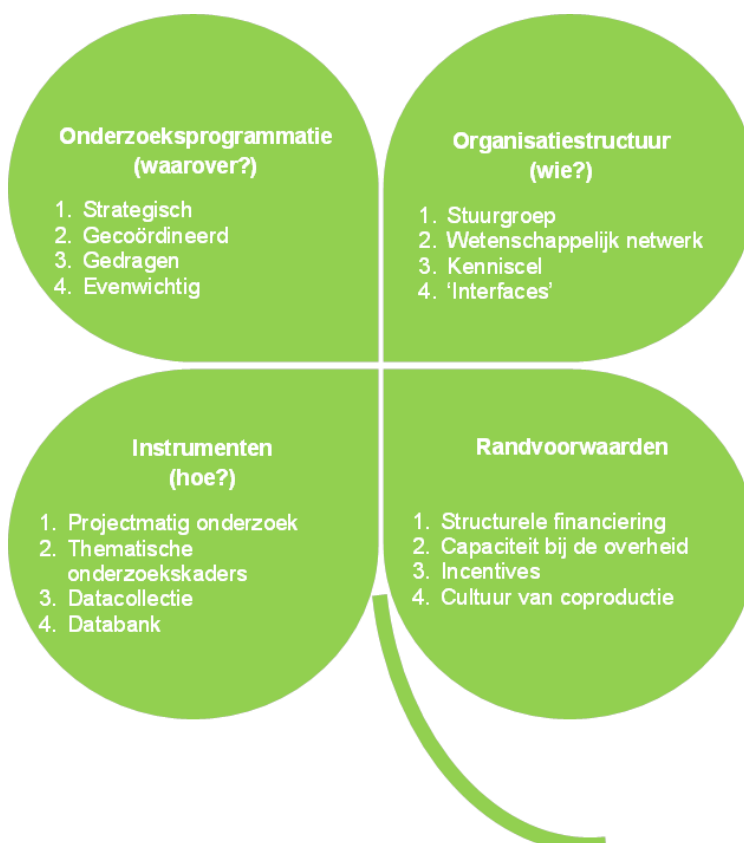 Onderzoeksprogrammatie
(waarover?)
1. Strategisch
2. Gecoördineerd
3. Gedragen
4. Evenwichtig
Organisatiestructuur
(wie?)
1. Stuurgroep
2. Wetenschappelijk netwerk
3. Kenniscel
4. ‘Interfaces’
Instrumenten
(hoe?)
1. Projectmatig onderzoek
2. Thematische
onderzoekskaders
3. Datacollectie
4. Databank
Randvoorwaarden
1. Structurele financiering
2. Capaciteit bij de overheid
3. Incentives
4. Cultuur van coproductie